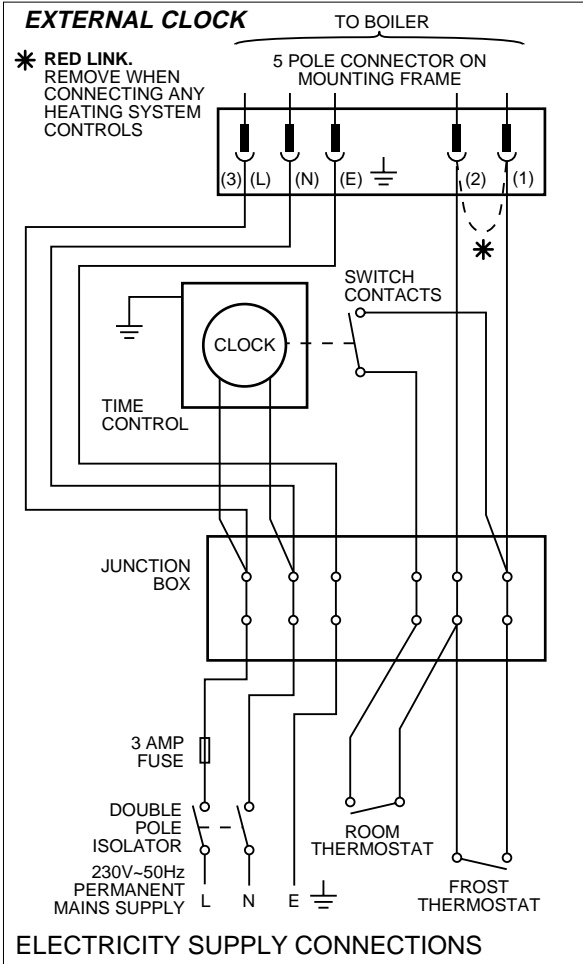 EXTERNAL CLOCK
TO BOILER
✱ RED LINK.
REMOVE WHEN
CONNECTING ANY
HEATING SYSTEM
CONTROLS
5 POLE CONNECTOR ON
MOUNTING FRAME
(3) (L) (N) (E) (2) (1)
✱
SWITCH
CONTACTS
CLOCK
TIME
CONTROL
JUNCTION
BOX
3 AMP
FUSE
DOUBLE
POLE
ISOLATOR
230V~50Hz
PERMANENT
MAINS SUPPLY
L N E
ROOM
THERMOSTAT
FROST
THERMOSTAT
ELECTRICITY SUPPLY CONNECTIONS